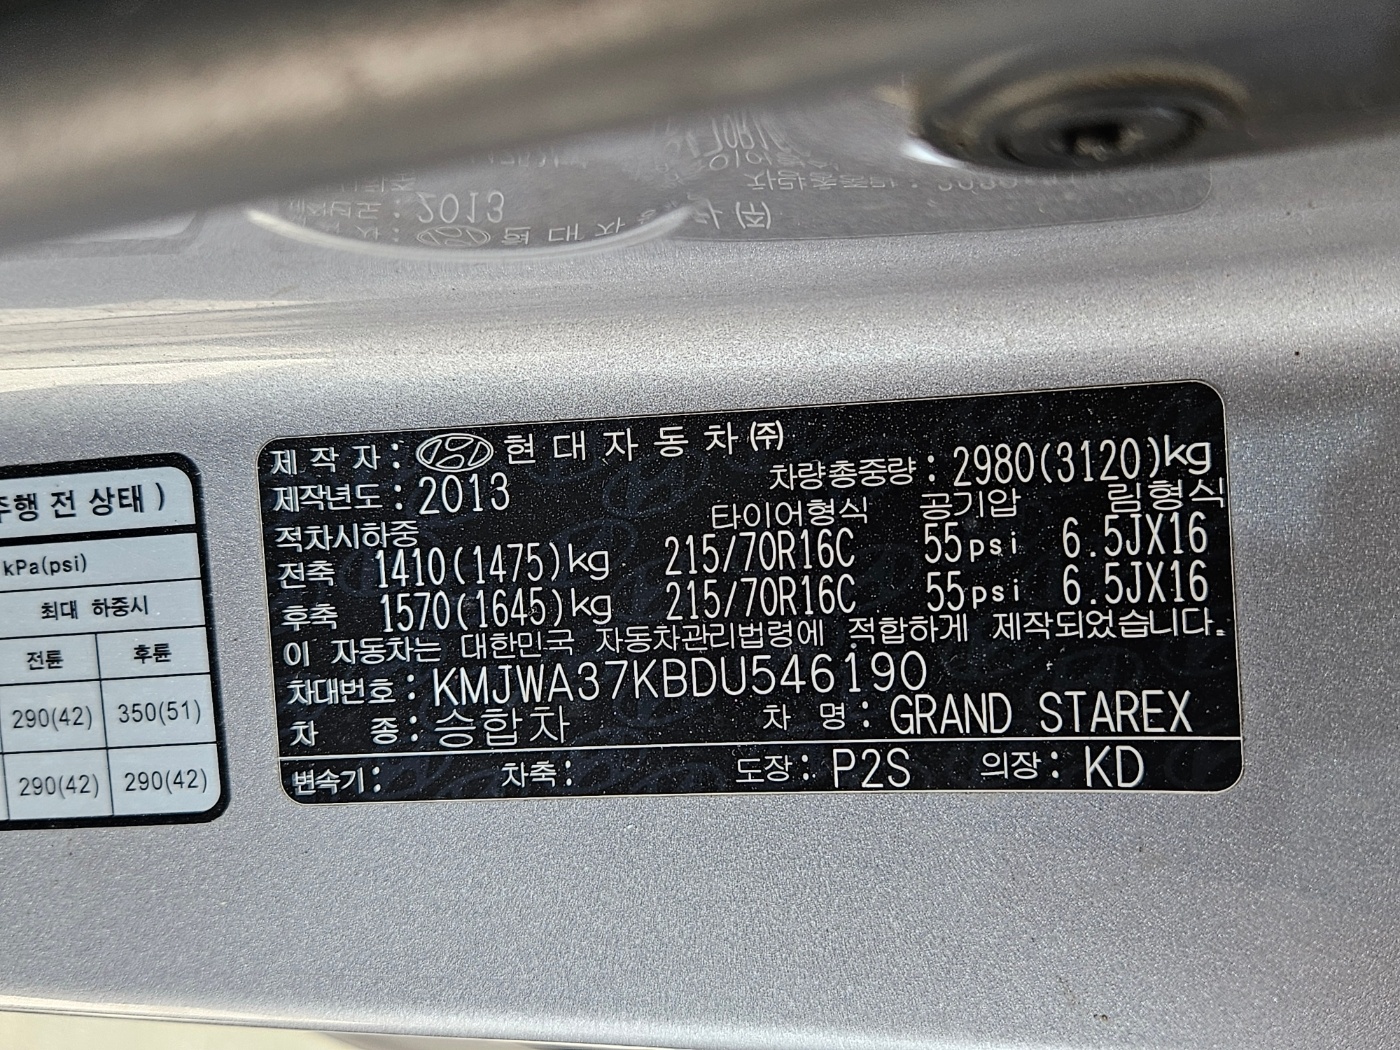 제 작 자 : 현 대 자 동 차 ㈜
제작년도 : 2013 차량총중량 : 2980(3120)kg
적차시하중 타이어형식 공기압 림형식
전축 1410(1475)kg 215/70R16C 55psi 6.5JX16
후축 1570(1645)kg 215/70R16C 55psi 6.5JX16
이 자동차는 대한민국 자동차관리법령에 적합하게 제작되었습니다.
차대번호 : KMJWA37KBDU546190
차 종 : 승합차 차 명 : GRAND STAREX
변속기 : 차축 : 도장 : P2S 의장 : KD
주행 전 상태 )
kPa(psi)
최대 하중시
전륜 후륜
290(42) 350(51)
290(42) 290(42)